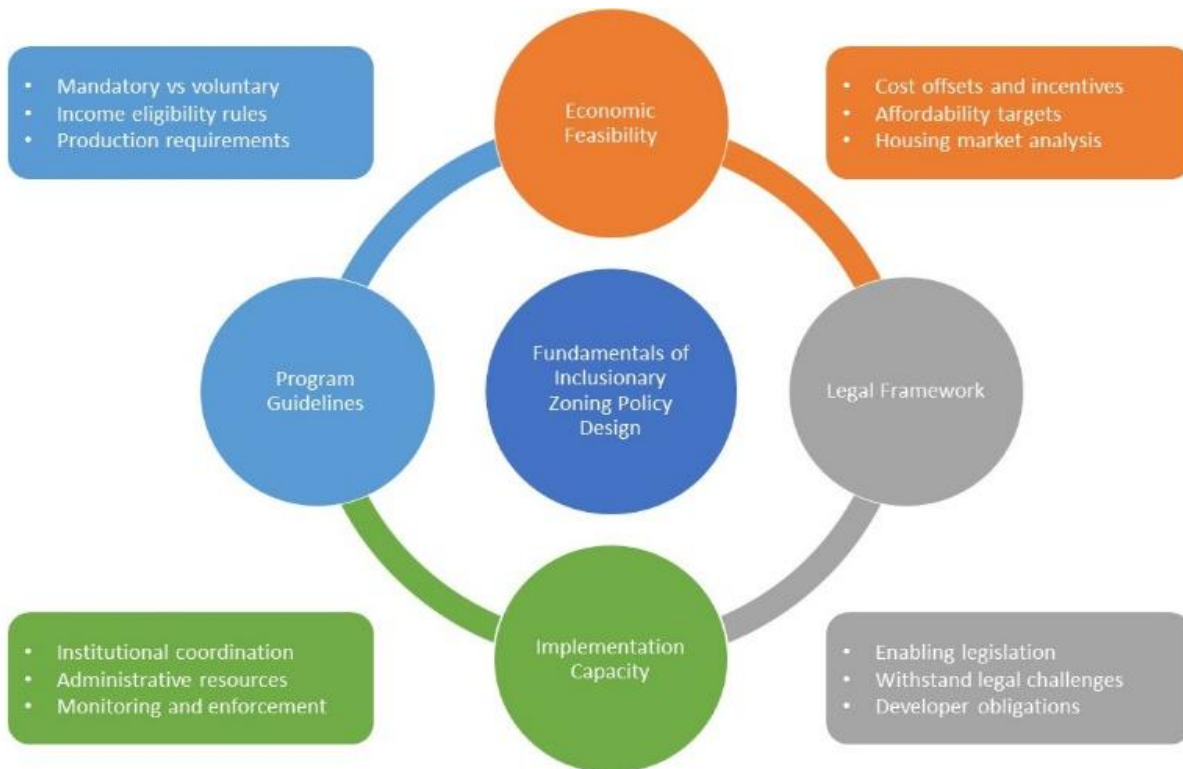 • Mandatory vs voluntary
• Income eligibility rules
• Production requirements
Economic
Feasibility
• Cost offsets and incentives
• Affordability targets
• Housing market analysis
Program
Guidelines
Fundamentals of
Inclusionary
Zoning Policy
Design
Legal Framework
• Institutional coordination
• Administrative resources
• Monitoring and enforcement
Implementation
Capacity
• Enabling legislation
• Withstand legal challenges
• Developer obligations